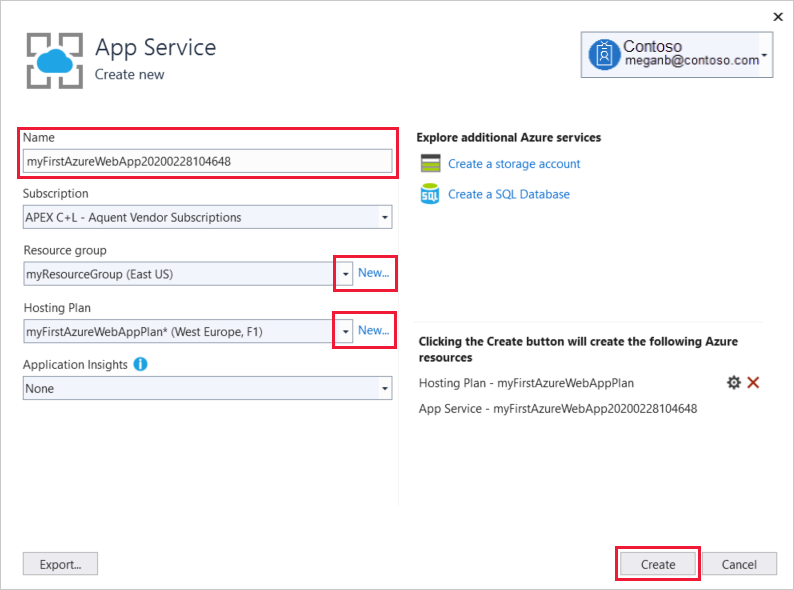 App Service
Create new
Contoso
meganb@contoso.com
Name
myFirstAzureWebApp20200228104648
Subscription
APEX C+L - Aquent Vendor Subscriptions
Resource group
myResourceGroup (East US)
New...
Hosting Plan
myFirstAzureWebAppPlan* (West Europe, F1)
New...
Application Insights
None
Explore additional Azure services
Create a storage account
SQL
Create a SQL Database
Clicking the Create button will create the following Azure
resources
Hosting Plan - myFirstAzureWebAppPlan
App Service - myFirstAzureWebApp20200228104648
Export...
Create
Cancel